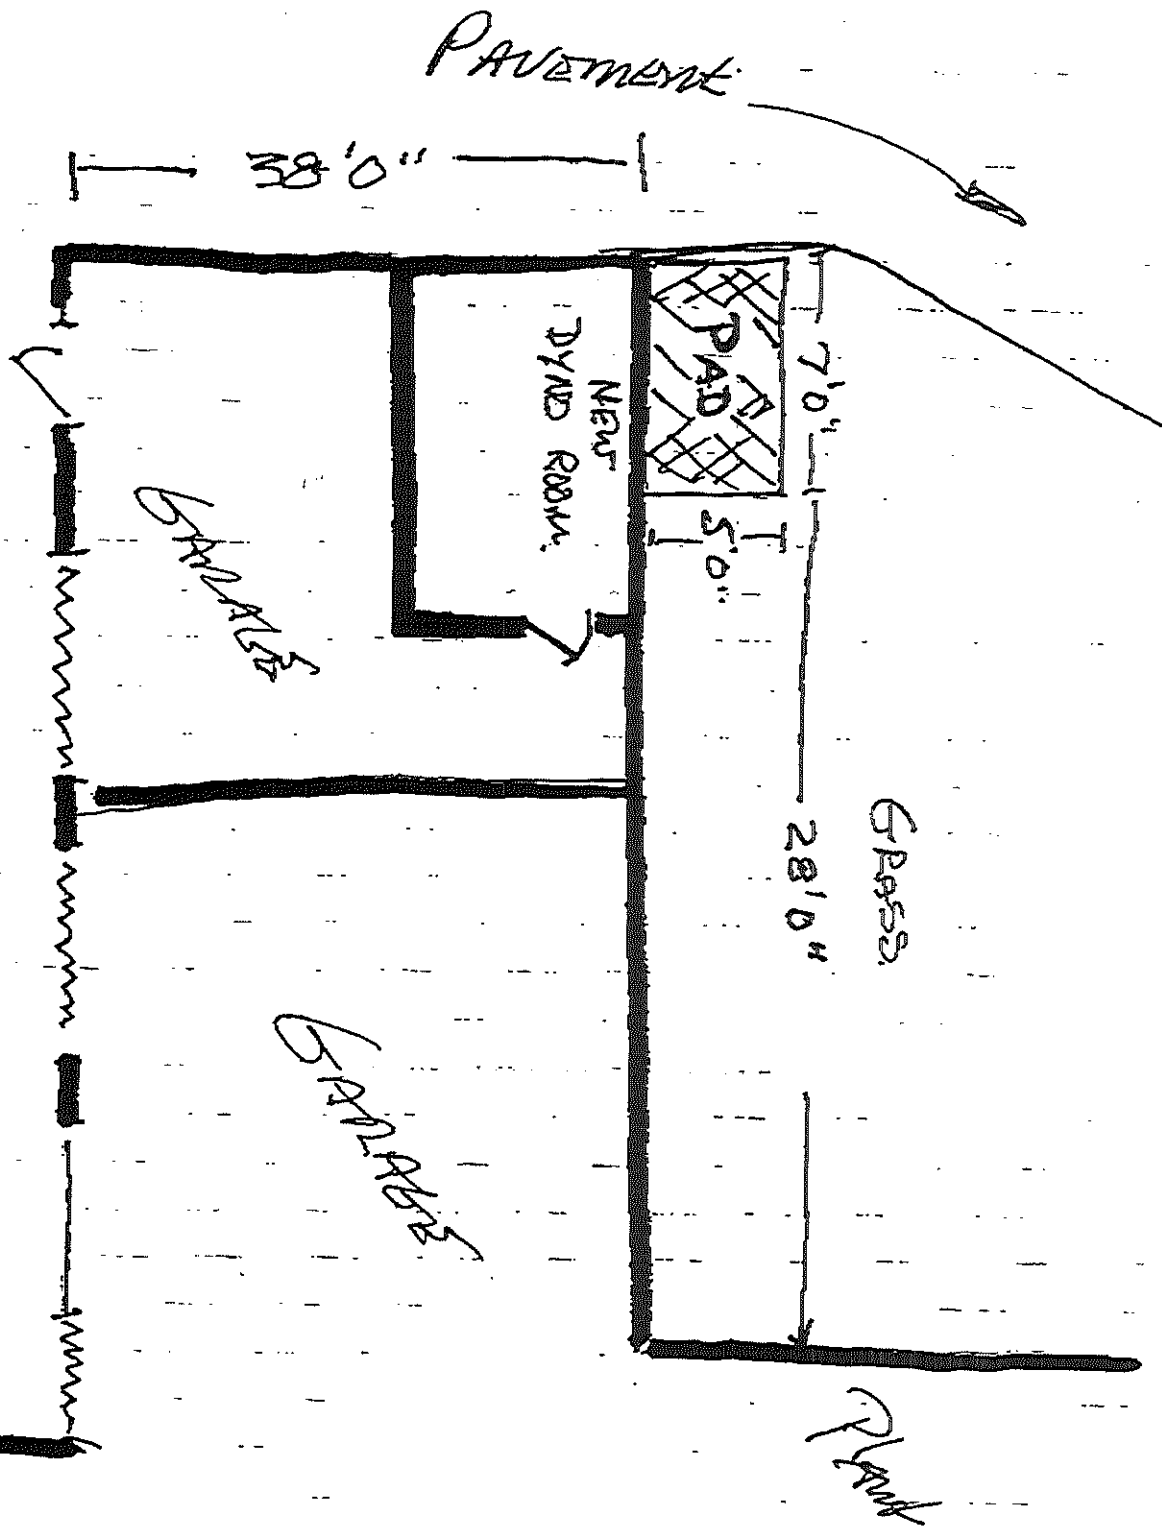 PAVEMENT
38'0"
PAD
7'0"
NEW
DYNO ROOM.
5'0"
GARAGE
28'0"
GRASS.
GARAGE
Plant